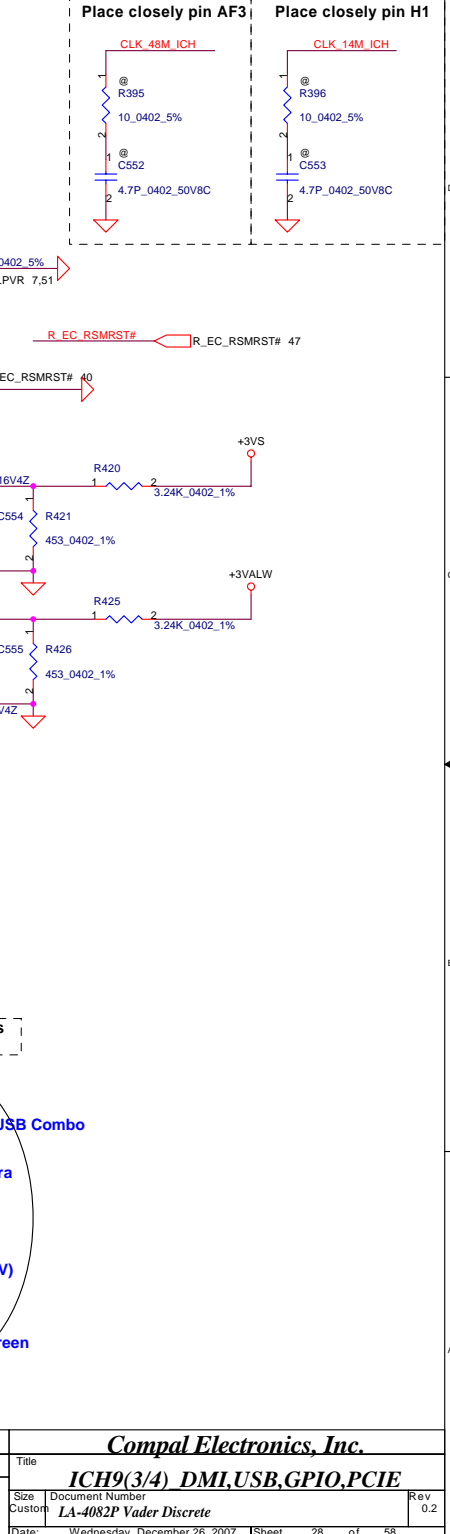 Place closely pin AF3
Place closely pin H1
CLK_48M_ICH
CLK_14M_ICH
1
@
R395
10_0402_5%
2
1
@
C552
4.7P_0402_50V8C
2
1
@
R396
10_0402_5%
2
1
@
C553
4.7P_0402_50V8C
2
0402_5%
LPVR 7,51
R_EC_RSMRST#
R_EC_RSMRST# 47
EC_RSMRST# 40
+3VS
R420
1
2
3.24K_0402_1%
16V4Z
1
C554
R421
453_0402_1%
2
+3VALW
R425
1
2
3.24K_0402_1%
1
C555
R426
453_0402_1%
2
V4Z
s
USB Combo
ra
V)
reen
C
A
Compal Electronics, Inc.
Title
ICH9(3/4)_DMI,USB,GPIO,PCIE
Size
Document Number
Rev
Custom
LA-4082P Vader Discrete
0.2
Date:
Wednesday, December 26, 2007
Sheet
28
of
58